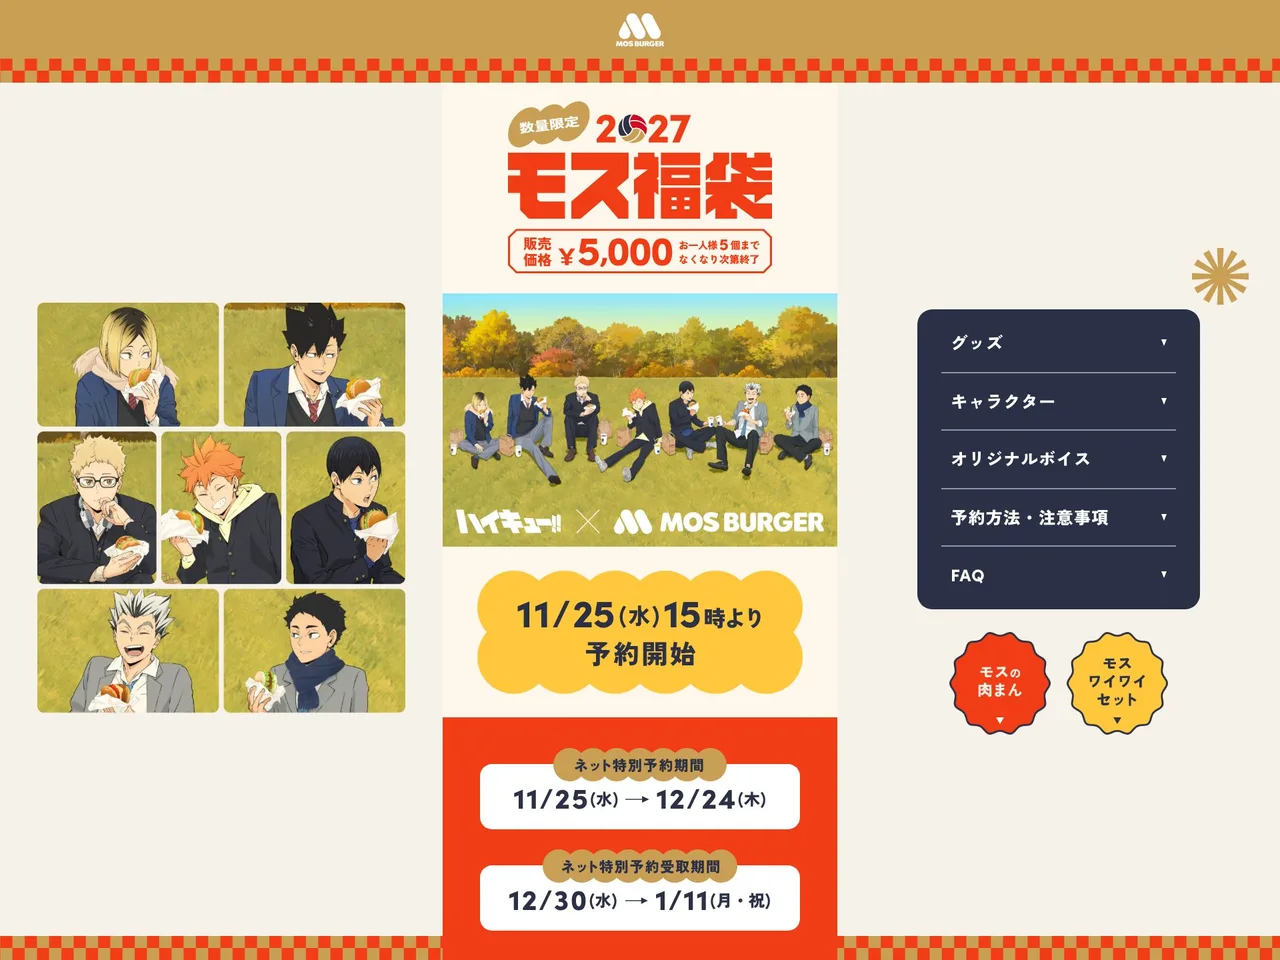 MOS BURGER
数量限定
2027
モス福袋
販売価格 ¥5,000 お一人様5個まで なくなり次第終了
ハイキュー!! × MOS BURGER
11/25(水)15時より
予約開始
ネット特別予約期間
11/25(水) → 12/24(木)
ネット特別予約受取期間
12/30(水) → 1/11(月・祝)
グッズ
キャラクター
オリジナルボイス
予約方法・注意事項
FAQ
モスの
肉まん
モス
ワイワイ
セット